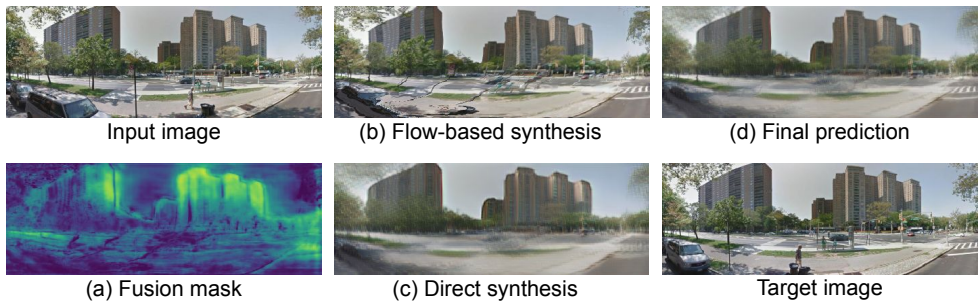 Input image
(b) Flow-based synthesis
(d) Final prediction
(a) Fusion mask
(c) Direct synthesis
Target image